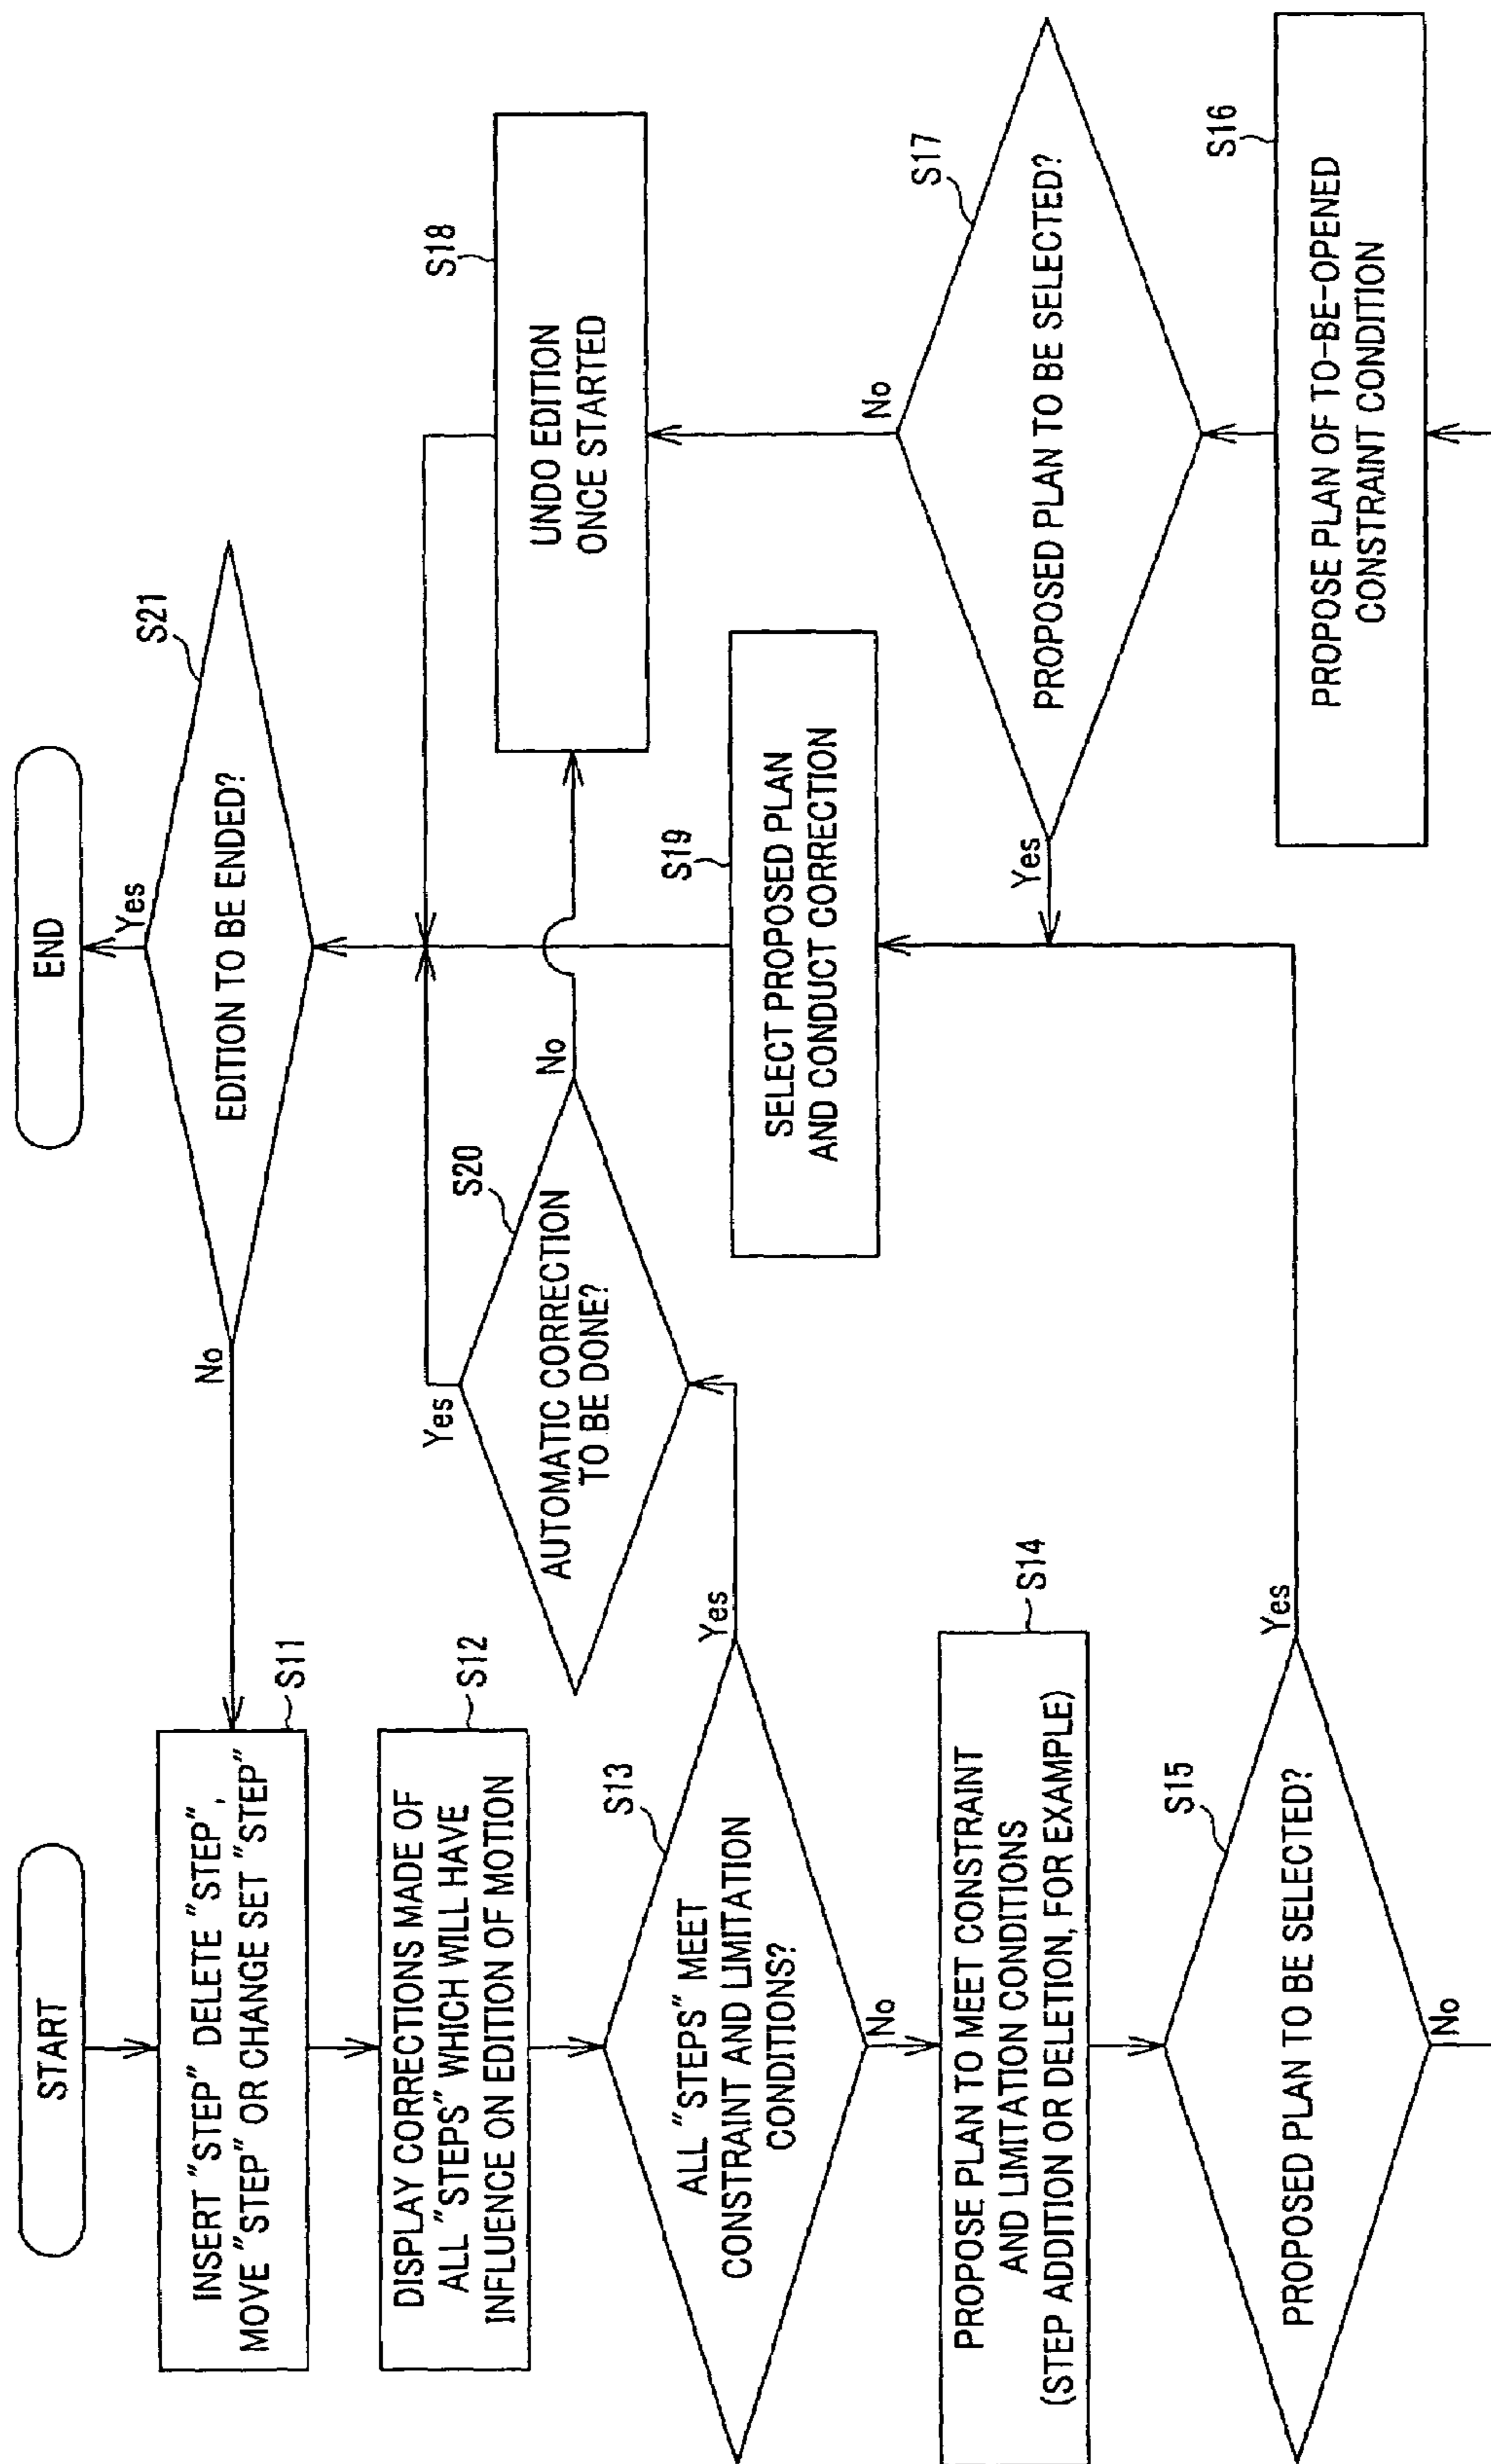 START
S11
INSERT "STEP" DELETE "STEP",
MOVE "STEP" OR CHANGE SET "STEP"
S12
DISPLAY CORRECTIONS MADE OF
ALL "STEPS" WHICH WILL HAVE
INFLUENCE ON EDITION OF MOTION
S13
ALL "STEPS" MEET
CONSTRAINT AND LIMITATION
CONDITIONS?
Yes
No
S14
PROPOSE PLAN TO MEET CONSTRAINT
AND LIMITATION CONDITIONS
(STEP ADDITION OR DELETION, FOR EXAMPLE)
S15
PROPOSED PLAN TO BE SELECTED?
Yes
No
END
S21
Yes
EDITION TO BE ENDED?
No
S20
Yes
AUTOMATIC CORRECTION
TO BE DONE?
No
S19
SELECT PROPOSED PLAN
AND CONDUCT CORRECTION
S18
UNDO EDITION
ONCE STARTED
S17
No
PROPOSED PLAN TO BE SELECTED?
Yes
S16
PROPOSE PLAN OF TO-BE-OPENED
CONSTRAINT CONDITION